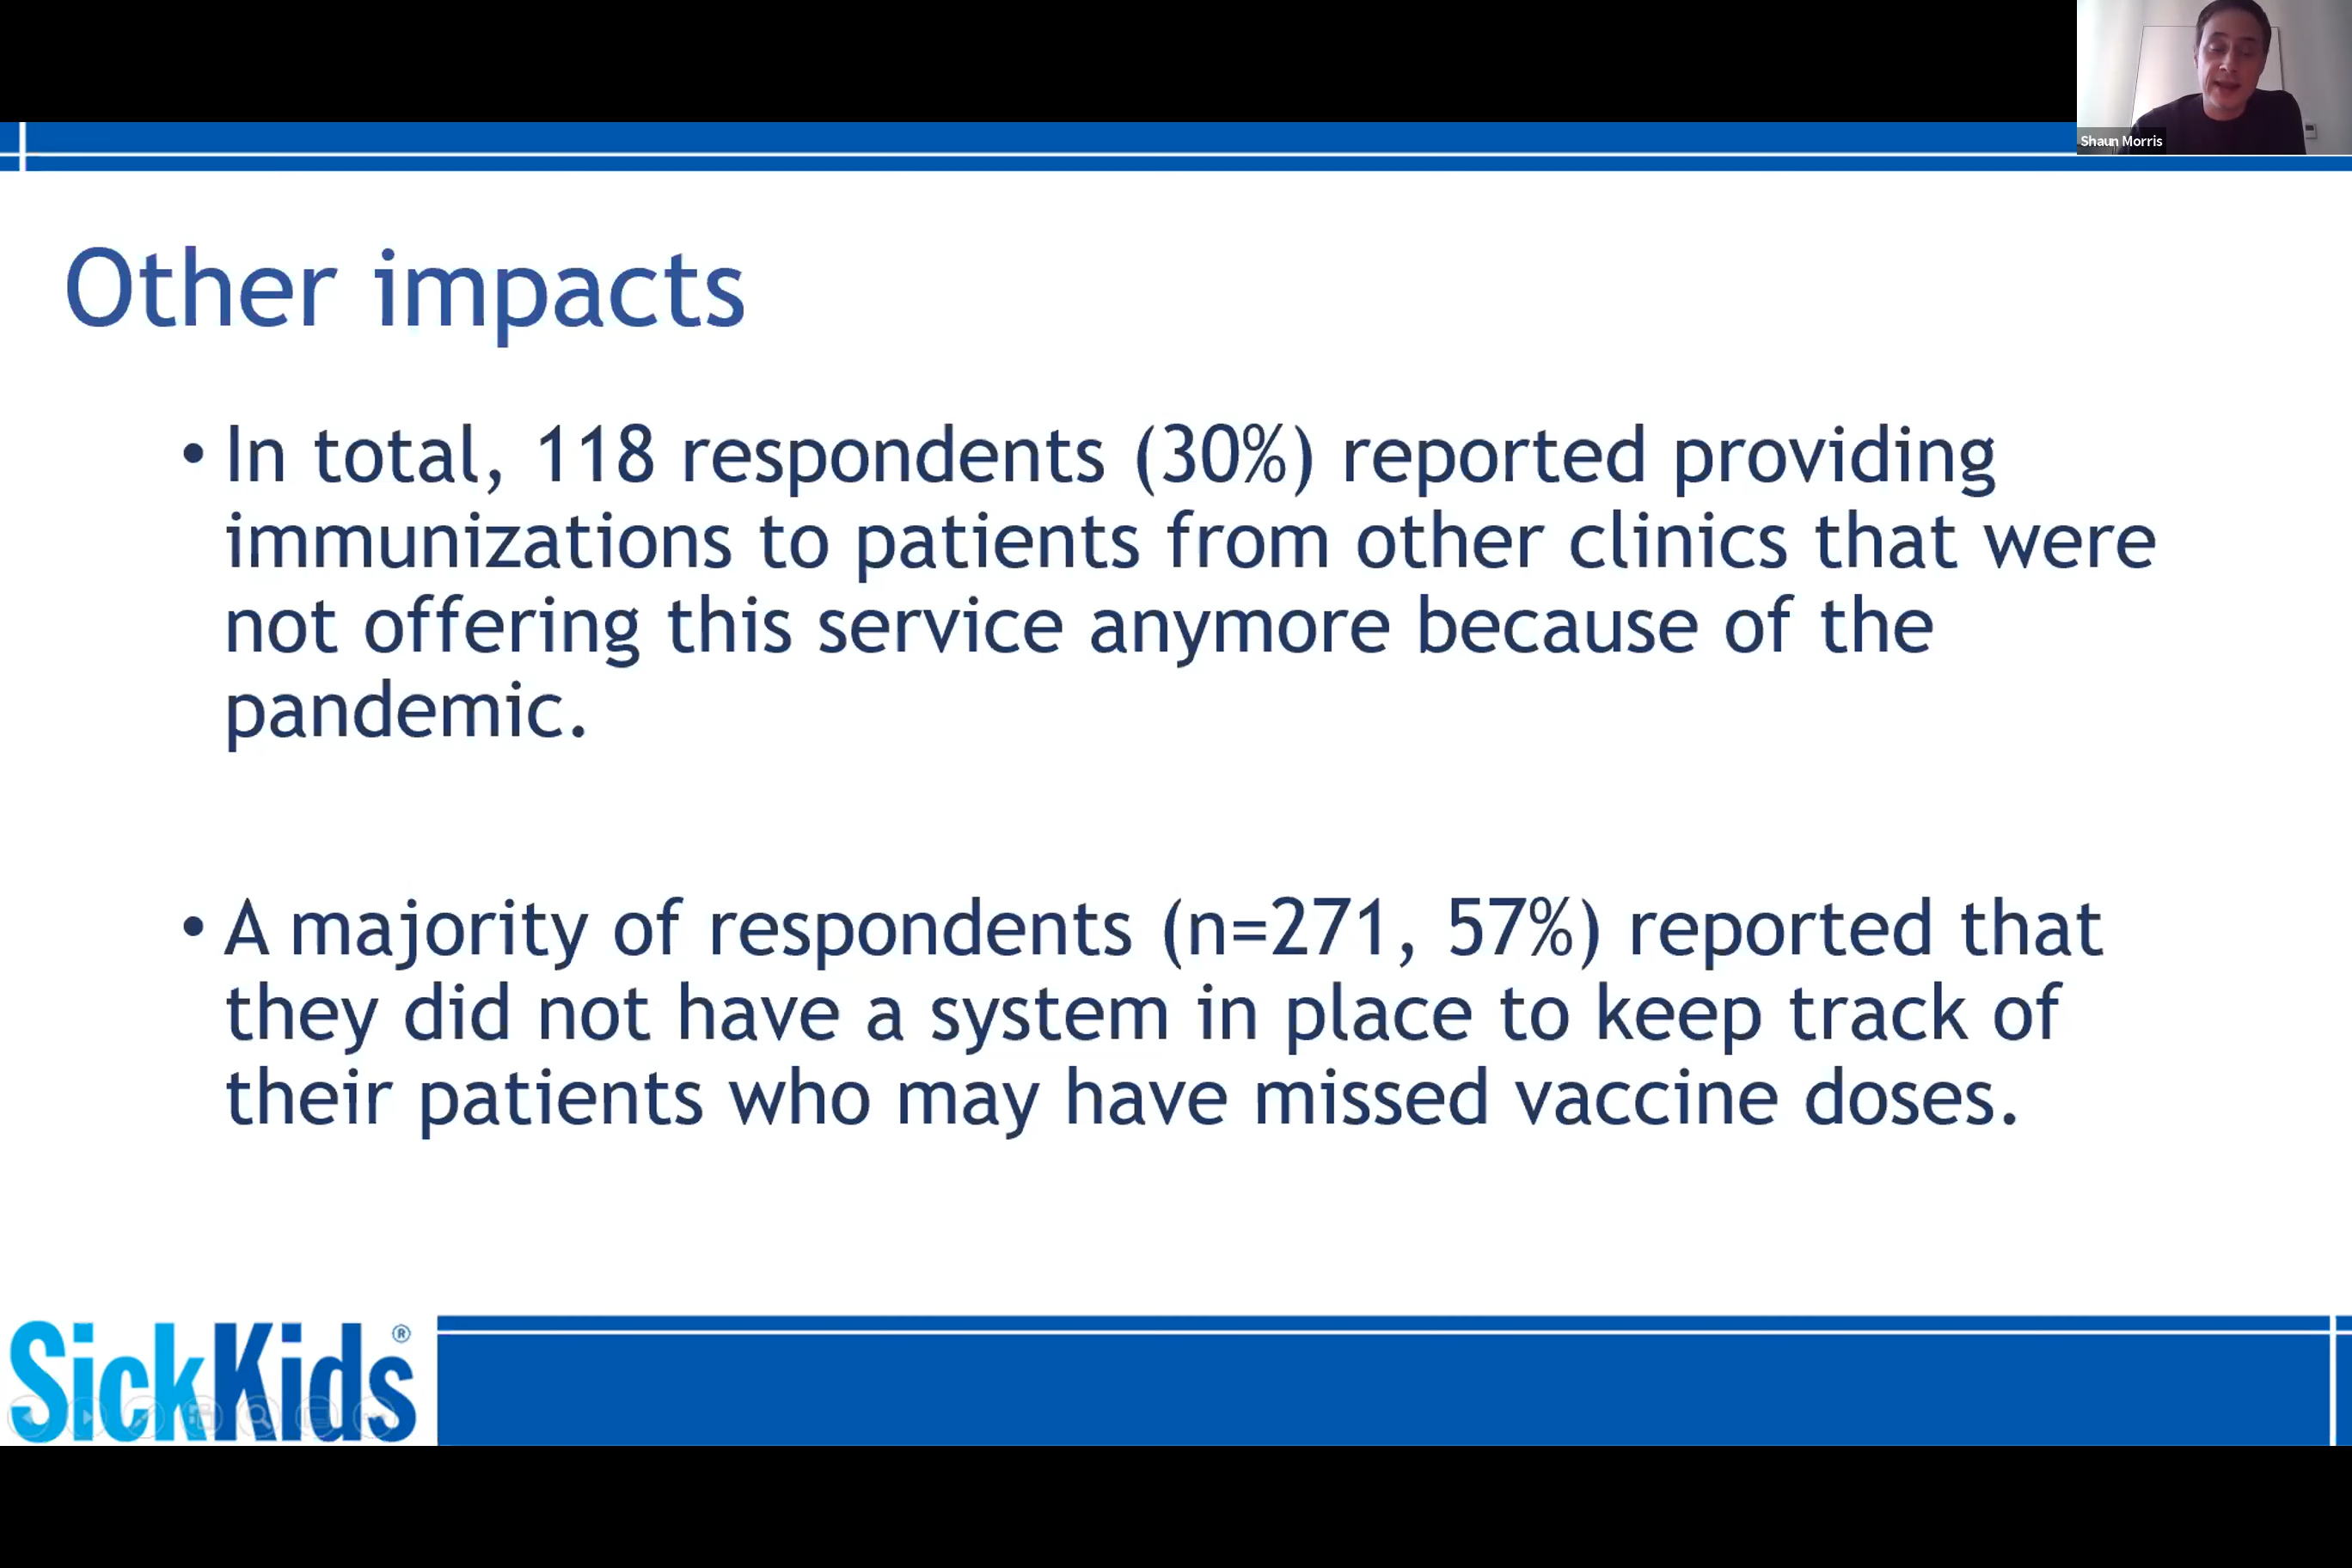 Shaun Morris
Other impacts
• In total, 118 respondents (30%) reported providing
immunizations to patients from other clinics that were
not offering this service anymore because of the
pandemic.
• A majority of respondents (n=271, 57%) reported that
they did not have a system in place to keep track of
their patients who may have missed vaccine doses.
SickKids®